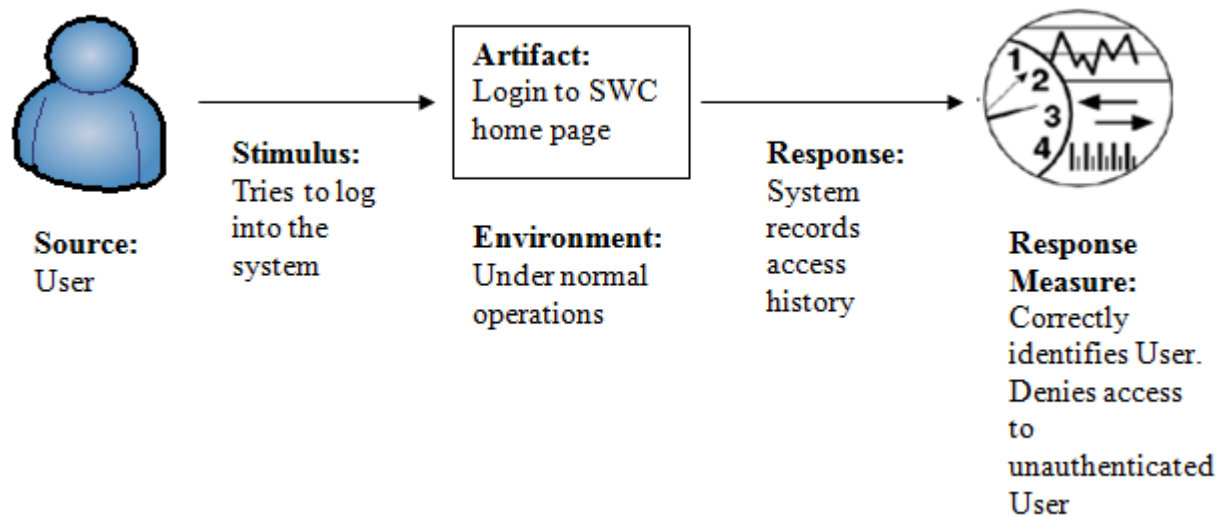 Source:
User
Stimulus:
Tries to log
into the
system
Artifact:
Login to SWC
home page
Environment:
Under normal
operations
Response:
System
records
access
history
1
2
3
4
Response
Measure:
Correctly
identifies User.
Denies access
to
unauthenticated
User